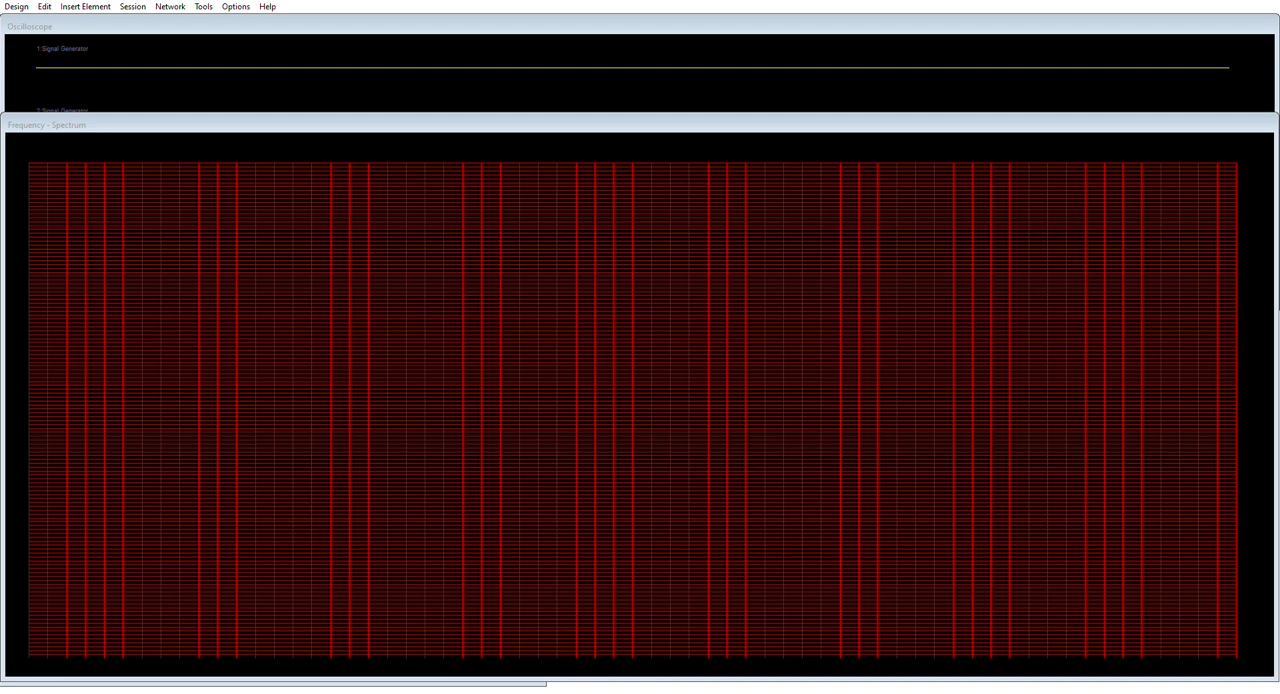 Design Edit Insert Element Session Network Tools Options Help
Oscilloscope
1:Signal Generator
2:Signal Generator
Frequency - Spectrum